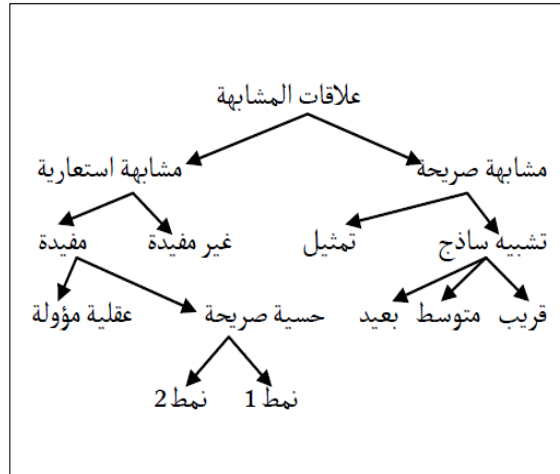 علاقات المشابهة
مشابهة صريحة مشابهة استعارية
تشبيه ساذج تمثيل غير مفيدة مفيدة
قريب متوسط بعيد حسية صريحة عقلية مؤولة
نمط 1 نمط 2